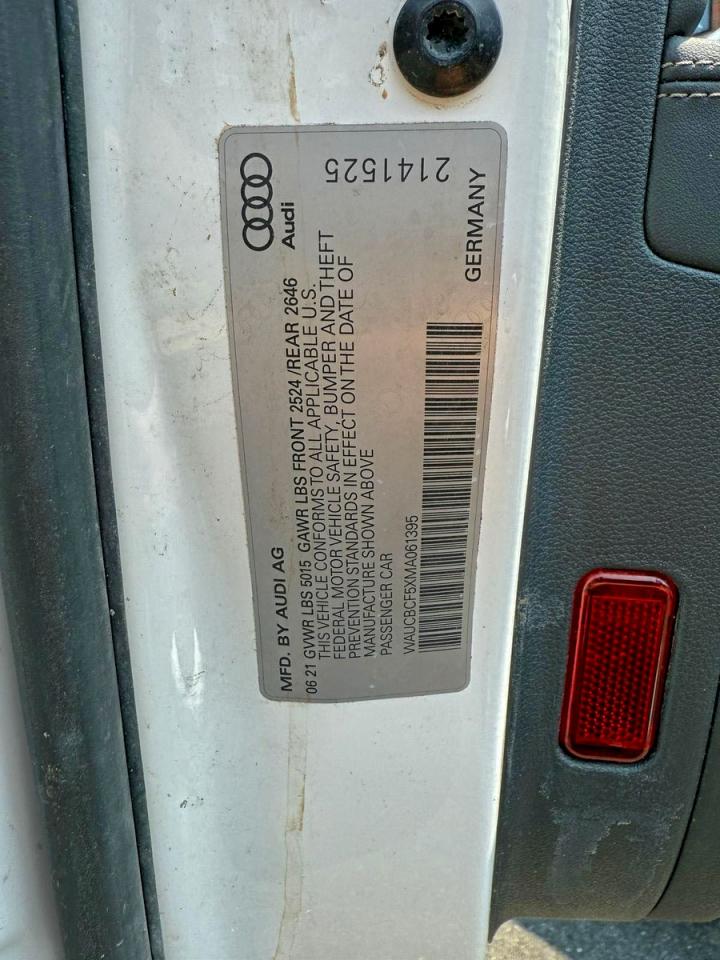 Audi
2141525
MFD. BY AUDI AG
06 21 GVWR LBS 5015 GAWR LBS FRONT 2524 /REAR 2646
THIS VEHICLE CONFORMS TO ALL APPLICABLE U.S.
FEDERAL MOTOR VEHICLE SAFETY, BUMPER AND THEFT
PREVENTION STANDARDS IN EFFECT ON THE DATE OF
MANUFACTURE SHOWN ABOVE
PASSENGER CAR
WAUCBCF5XMA061395
GERMANY